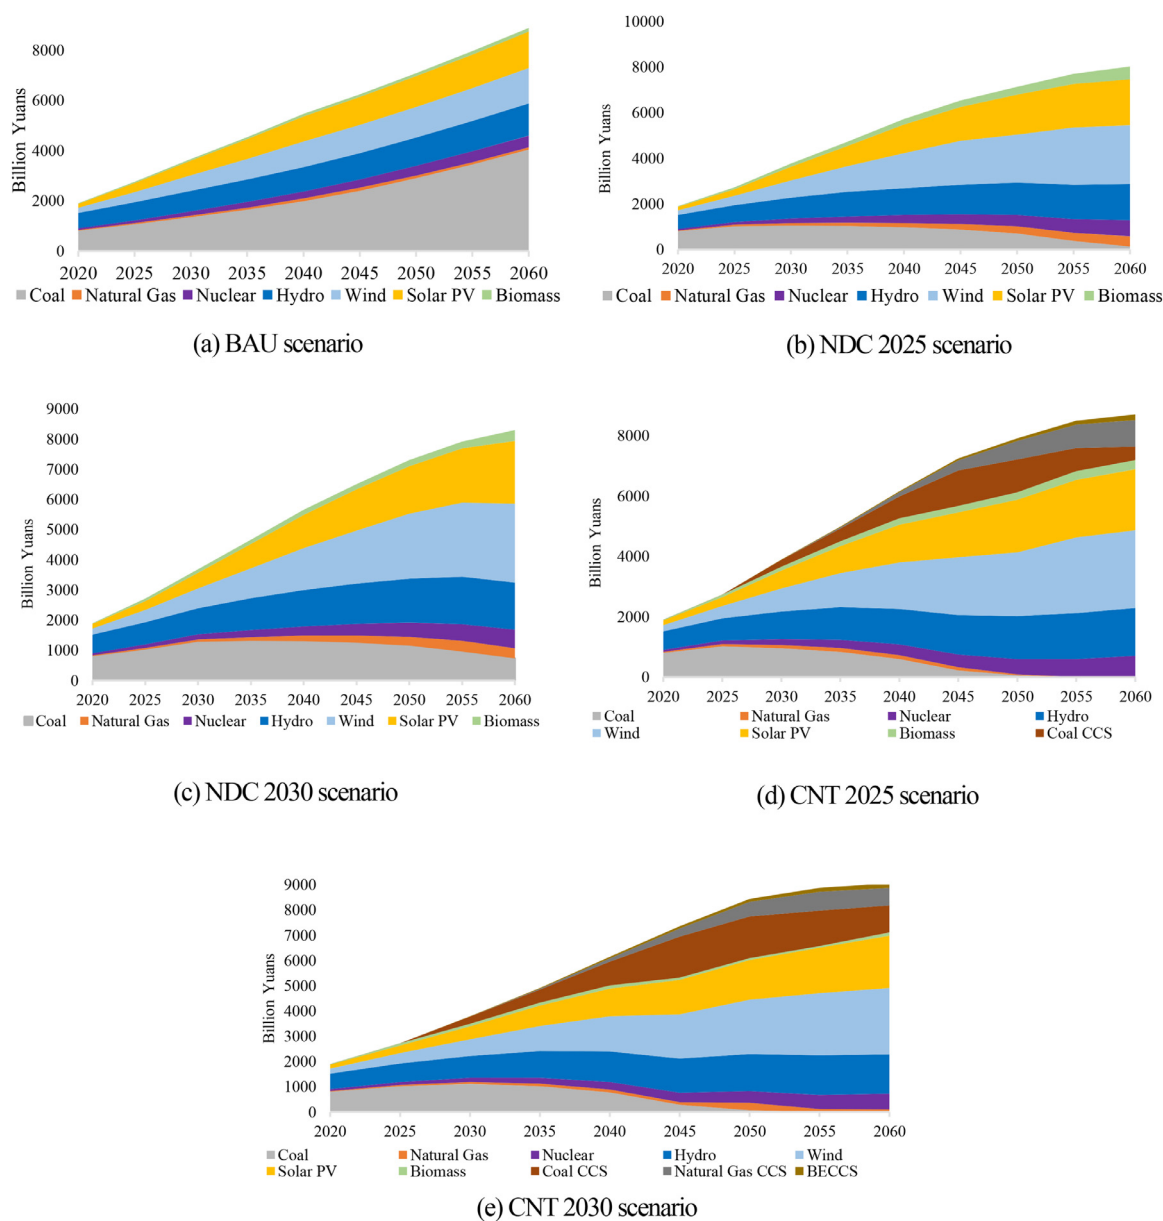 Billion Yuans
8000
6000
4000
2000
0
2020 2025 2030 2035 2040 2045 2050 2055 2060
Coal Natural Gas Nuclear Hydro Wind Solar PV Biomass
(a) BAU scenario
Billion Yuans
10000
8000
6000
4000
2000
0
2020 2025 2030 2035 2040 2045 2050 2055 2060
Coal Natural Gas Nuclear Hydro Wind Solar PV Biomass
(b) NDC 2025 scenario
Billion Yuans
9000
8000
7000
6000
5000
4000
3000
2000
1000
0
2020 2025 2030 2035 2040 2045 2050 2055 2060
Coal Natural Gas Nuclear Hydro Wind Solar PV Biomass
(c) NDC 2030 scenario
Billion Yuans
8000
6000
4000
2000
0
2020 2025 2030 2035 2040 2045 2050 2055 2060
Coal Natural Gas Nuclear Hydro
Wind Solar PV Biomass Coal CCS
(d) CNT 2025 scenario
Billion Yuans
9000
8000
7000
6000
5000
4000
3000
2000
1000
0
2020 2025 2030 2035 2040 2045 2050 2055 2060
Coal Natural Gas Nuclear Hydro Wind
Solar PV Biomass Coal CCS Natural Gas CCS BECCS
(e) CNT 2030 scenario